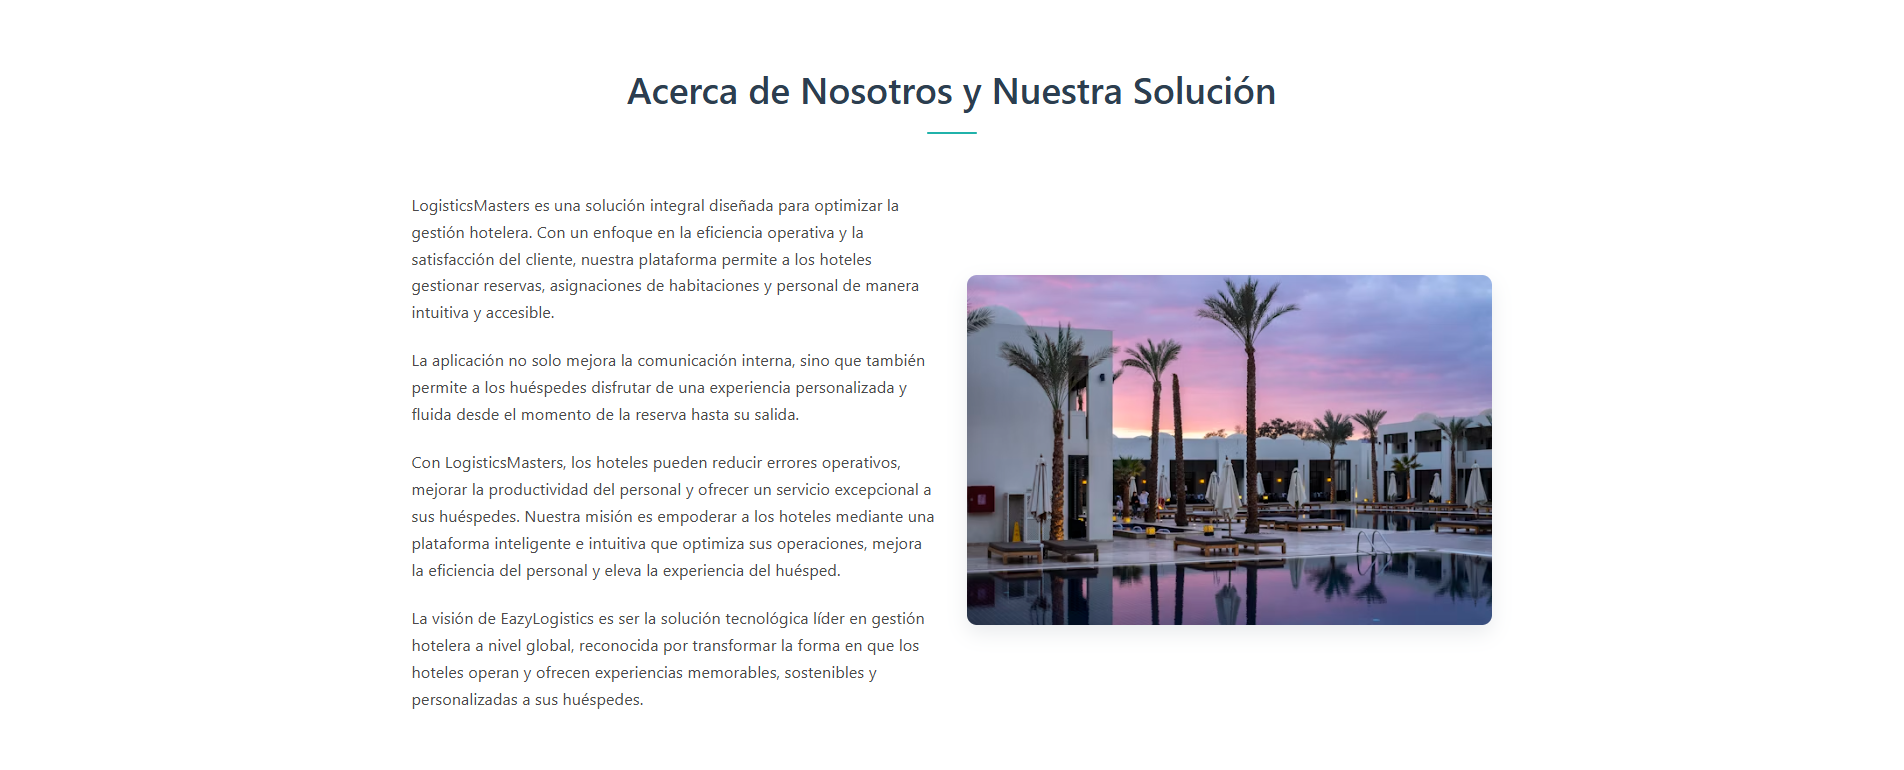 Acerca de Nosotros y Nuestra Solución
LogisticsMasters es una solución integral diseñada para optimizar la
gestión hotelera. Con un enfoque en la eficiencia operativa y la
satisfacción del cliente, nuestra plataforma permite a los hoteles
gestionar reservas, asignaciones de habitaciones y personal de manera
intuitiva y accesible.
La aplicación no solo mejora la comunicación interna, sino que también
permite a los huéspedes disfrutar de una experiencia personalizada y
fluida desde el momento de la reserva hasta su salida.
Con LogisticsMasters, los hoteles pueden reducir errores operativos,
mejorar la productividad del personal y ofrecer un servicio excepcional a
sus huéspedes. Nuestra misión es empoderar a los hoteles mediante una
plataforma inteligente e intuitiva que optimiza sus operaciones, mejora
la eficiencia del personal y eleva la experiencia del huésped.
La visión de EazyLogistics es ser la solución tecnológica líder en gestión
hotelera a nivel global, reconocida por transformar la forma en que los
hoteles operan y ofrecen experiencias memorables, sostenibles y
personalizadas a sus huéspedes.